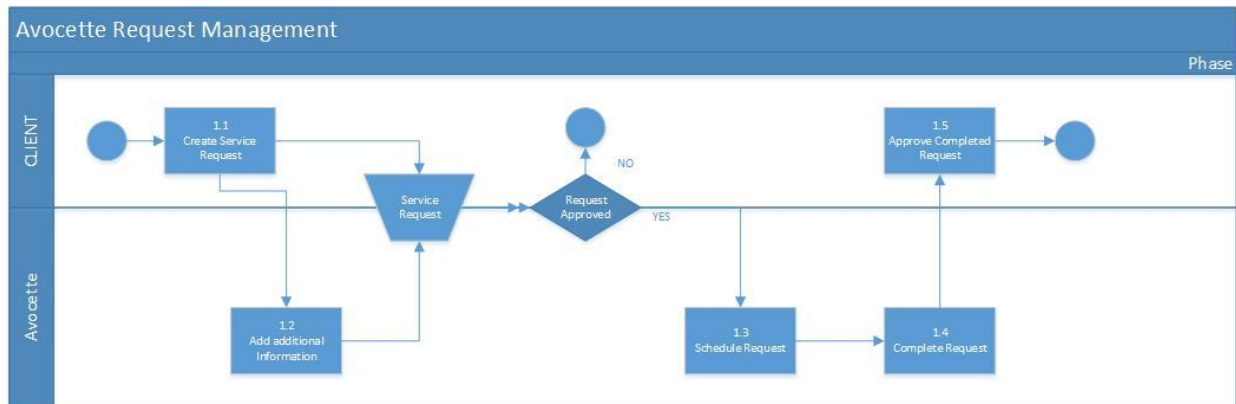 Avocette Request Management
Phase
CLIENT
1.1
Create Service
Request
Service
Request
NO
Request
Approved
YES
1.5
Approve Completed
Request
Avocette
1.2
Add additional
Information
1.3
Schedule Request
1.4
Complete Request